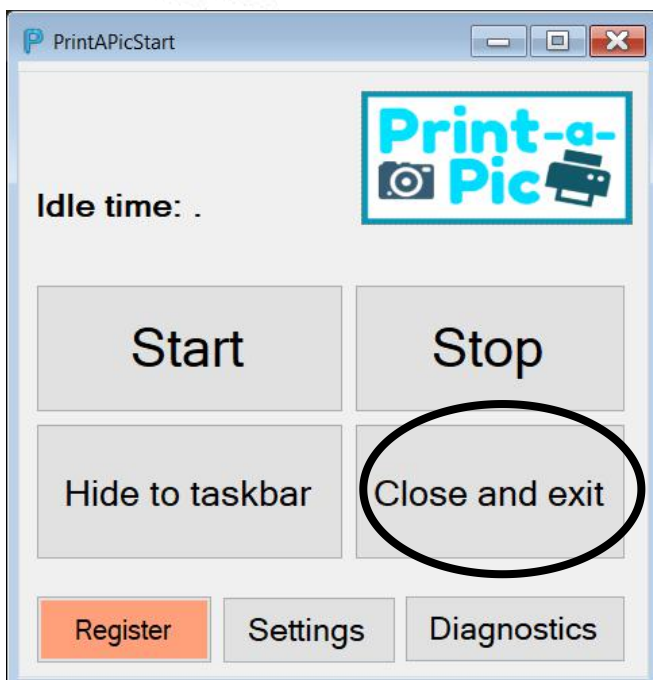 PrintAPicStart
Print-a-
Pic
Idle time: .
Start Stop
Hide to taskbar Close and exit
Register Settings Diagnostics